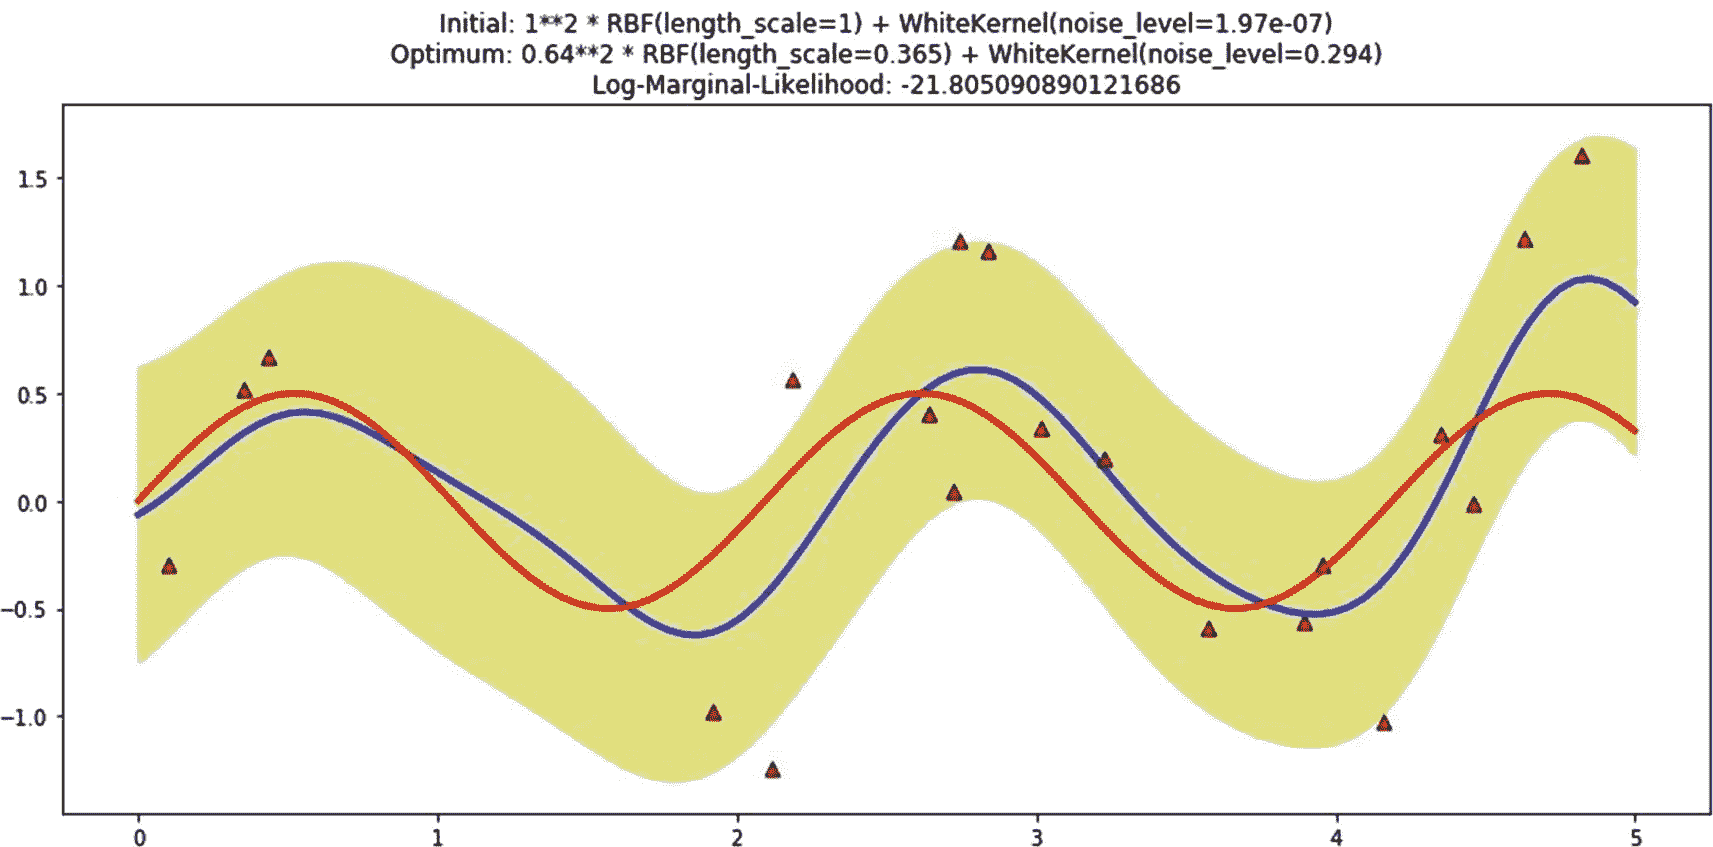 Initial: 1**2 * RBF(length_scale=1) + WhiteKernel(noise_level=1.97e-07)
Optimum: 0.64**2 * RBF(length_scale=0.365) + WhiteKernel(noise_level=0.294)
Log-Marginal-Likelihood: -21.805090890121686
1.5
1.0
0.5
0.0
−0.5
−1.0
0 1 2 3 4 5